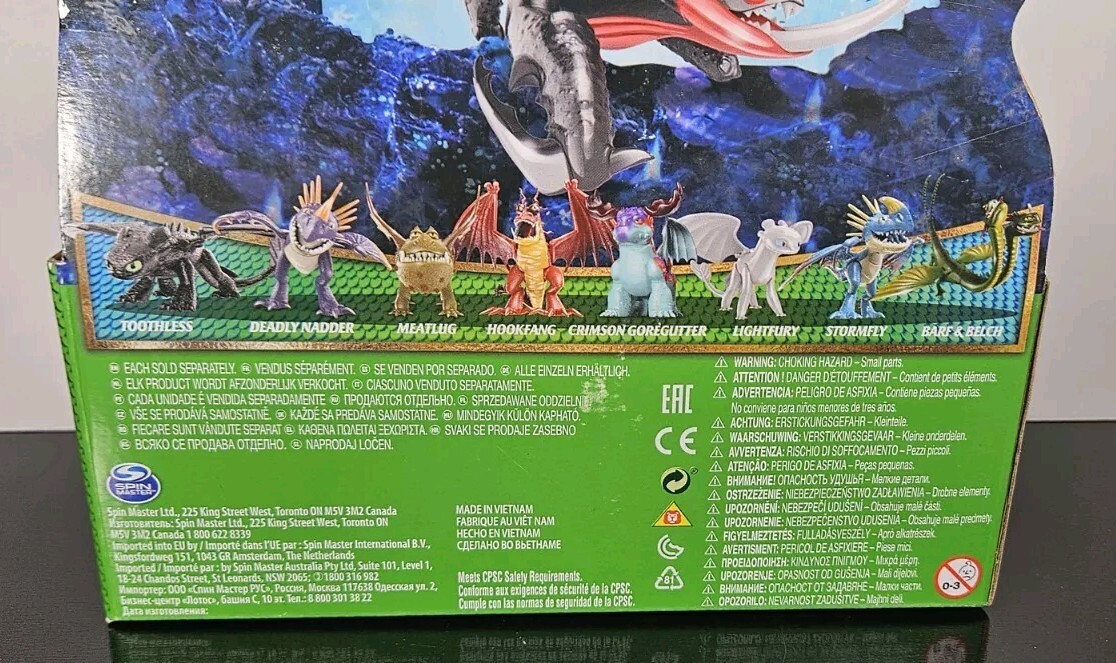 TOOTHLESS DEADLY NADDER MEATLUG HOOKFANG CRIMSON GOREGUTTER LIGHTFURY STORMFLY BARF & BELCH
EACH SOLD SEPARATELY. VENDUS SÉPARÉMENT. SE VENDEN POR SEPARADO. ALLE EINZELN ERHÄLTLICH.
ELK PRODUCT WORDT AFZONDERLIJK VERKOCHT. CIASCUNO VENDUTO SEPARATAMENTE.
CADA UNIDADE É VENDIDA SEPARADAMENTE ПРОДАЮТСЯ ОТДЕЛЬНО. SPRZEDAWANE ODDZIELN
VŠE SE PRODÁVÁ SAMOSTATNĚ. KAŽDÉ SA PREDÁVA SAMOSTATNE. MINDEGYIK KÜLÖN KAPHATÓ.
FIECARE SUNT VÂNDUTE SEPARAT ΚΑΘΕΝΑ ΠΩΛΕΙΤΑΙ ΞΕΧΩΡΙΣΤΑ. SVAKI SE PRODAJE ZASEBNO
ВСЯКО СЕ ПРОДАВА ОТДЕЛНО. NAPRODAJ LOČEN.
SPIN
MASTER
Spin Master Ltd., 225 King Street West, Toronto ON M5V 3M2 Canada
Изготовитель: Spin Master Ltd., 225 King Street West, Toronto ON
M5V 3M2 Canada 1 800 622 8339
Imported into EU by / Importé dans l'UE par : Spin Master International B.V.,
Kingsfordweg 151, 1043 GR Amsterdam, The Netherlands
Imported / Importé par : by Spin Master Australia Pty Ltd, Suite 101, Level 1,
18-24 Chandos Street, St Leonards, NSW 2065; 1800 316 982
Импортер: ООО «Спин Мастер РУС», Россия, Москва 117638 Одесская ул. 2,
Бизнес-центр «Лотос», башня С, 10 эт. Тел.: 8 800 301 38 22
Дата изготовления:
MADE IN VIETNAM
FABRIQUÉ AU VIÊT NAM
HECHO EN VIETNAM
СДЕЛАНО ВО ВЬЕТНАМЕ
Meets CPSC Safety Requirements.
Conforme aux exigences de sécurité de la CPSC.
Cumple con las normas de seguridad de la CPSC.
EAC
CE
81
WARNING: CHOKING HAZARD – Small parts.
ATTENTION ! DANGER D'ÉTOUFFEMENT – Contient de petits éléments.
ADVERTENCIA: PELIGRO DE ASFIXIA – Contiene piezas pequeñas.
No conviene para niños menores de tres años.
ACHTUNG: ERSTICKUNGSGEFAHR – Kleinteile.
WAARSCHUWING: VERSTIKKINGSGEVAAR – Kleine onderdelen.
AVVERTENZA: RISCHIO DI SOFFOCAMENTO – Pezzi piccoli.
ATENÇÃO: PERIGO DE ASFIXIA – Peças pequenas.
ВНИМАНИЕ! ОПАСНОСТЬ УДУШЬЯ – Мелкие детали.
OSTRZEŻENIE: NIEBEZPIECZEŃSTWO ZADŁAWIENIA – Drobne elementy.
UPOZORNĚNÍ: NEBEZPEČÍ UDUŠENÍ – Obsahuje malé části.
UPOZORNENIE: NEBEZPEČENSTVO UDUSENIA – Obsahuje malé predmety.
FIGYELMEZTETÉS: FULLADÁSVESZÉLY – Apró alkatrészek.
AVERTISMENT: PERICOL DE ASFIXIERE – Piese mici.
ΠΡΟΕΙΔΟΠΟΙΗΣΗ: ΚΙΝΔΥΝΟΣ ΠΝΙΓΜΟΥ – Μικρά μέρη.
UPOZORENJE: OPASNOST OD GUŠENJA – Mali dijelovi.
ВНИМАНИЕ: ОПАСНОСТ ОТ ЗАДАВЯНЕ – Малки части.
OPOZORILO: NEVARNOST ZADUŠITVE – Majhni deli.
0-3